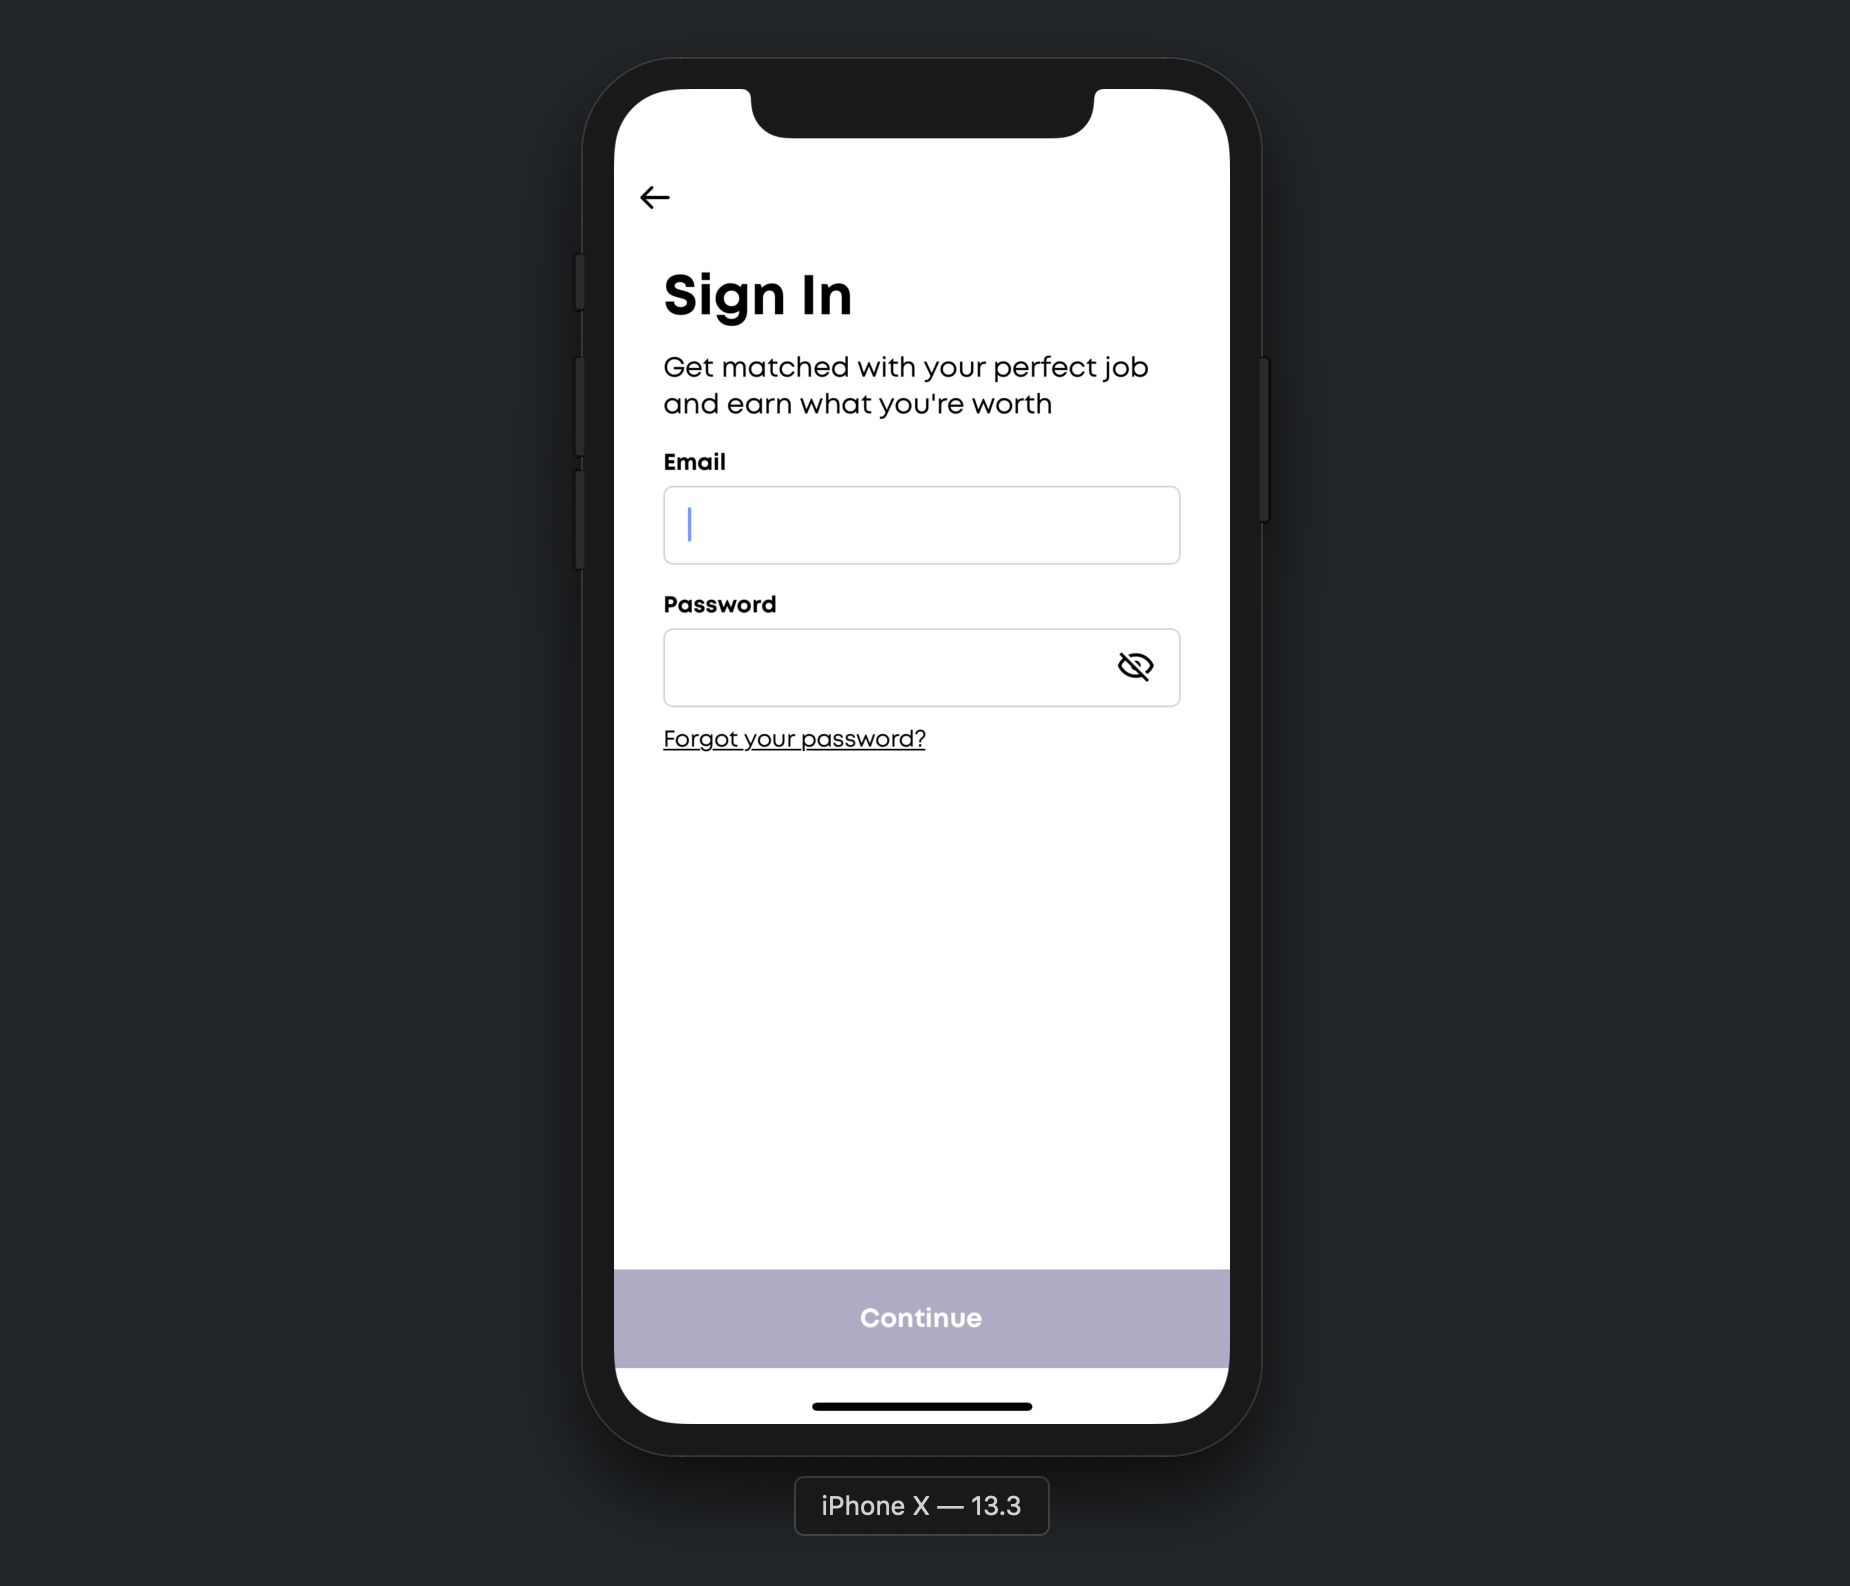 Sign In
Get matched with your perfect job
and earn what you're worth
Email
Password
Forgot your password?
Continue
iPhone X — 13.3